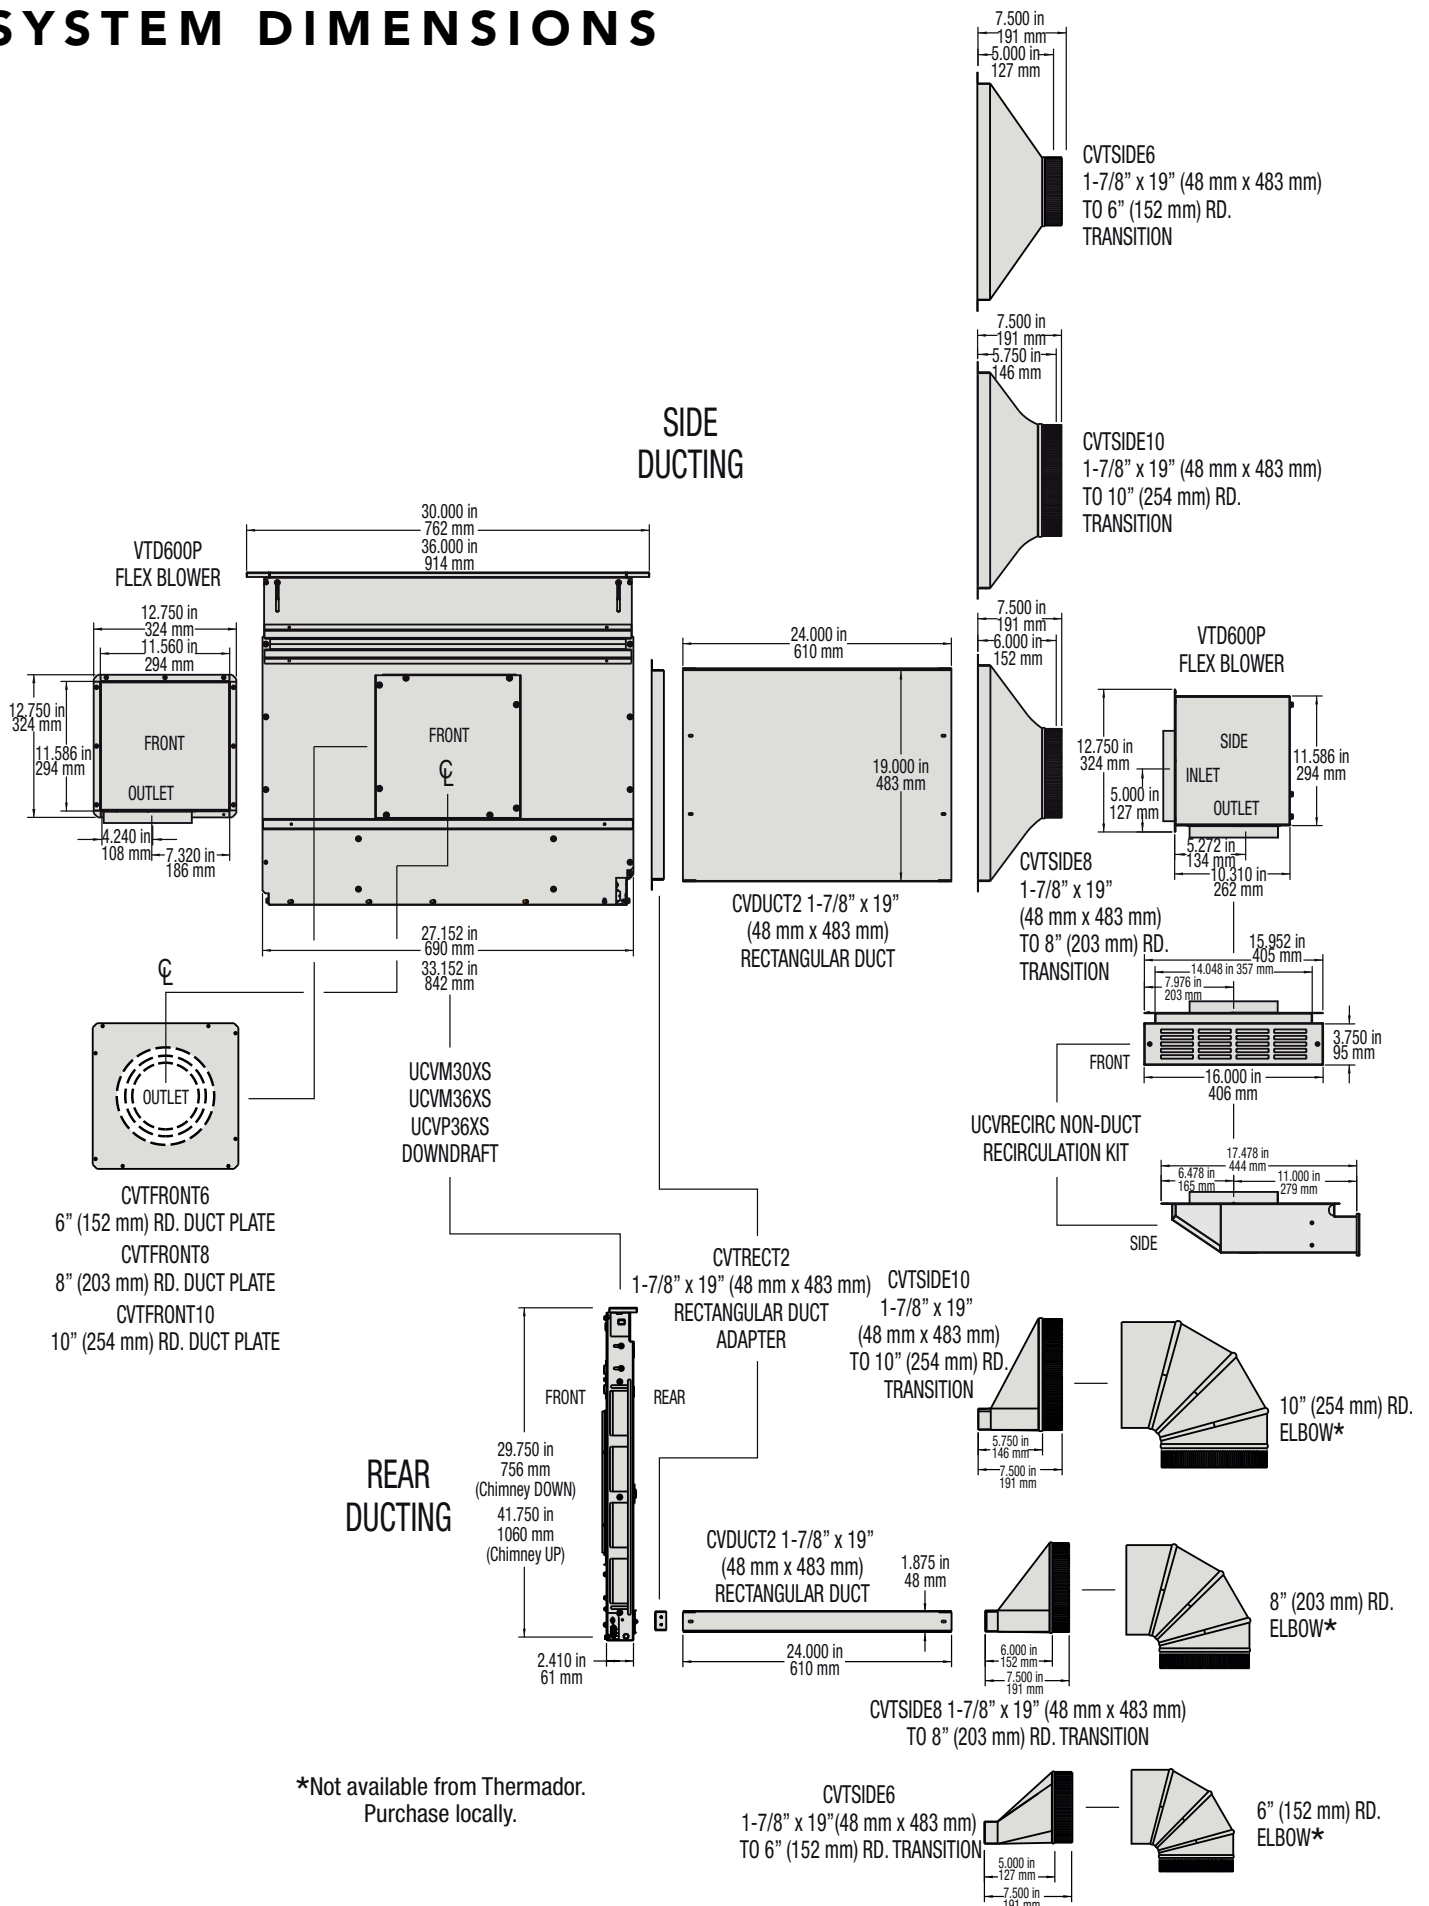 SYSTEM DIMENSIONS
7.500 in
191 mm
5.000 in
127 mm
CVTSIDE6
1-7/8” x 19” (48 mm x 483 mm)
TO 6” (152 mm) RD.
TRANSITION
7.500 in
191 mm
5.750 in
146 mm
CVTSIDE10
1-7/8” x 19” (48 mm x 483 mm)
TO 10” (254 mm) RD.
TRANSITION
SIDE
DUCTING
30.000 in
762 mm
36.000 in
914 mm
VTD600P
FLEX BLOWER
12.750 in
324 mm
11.560 in
294 mm
12.750 in
324 mm
11.586 in
294 mm
FRONT
OUTLET
4.240 in
108 mm
7.320 in
186 mm
FRONT
℄
24.000 in
610 mm
19.000 in
483 mm
CVDUCT2 1-7/8” x 19”
(48 mm x 483 mm)
RECTANGULAR DUCT
7.500 in
191 mm
6.000 in
152 mm
CVTSIDE8
1-7/8” x 19”
(48 mm x 483 mm)
TO 8” (203 mm) RD.
TRANSITION
VTD600P
FLEX BLOWER
12.750 in
324 mm
SIDE
INLET
OUTLET
11.586 in
294 mm
5.000 in
127 mm
5.272 in
134 mm
10.310 in
262 mm
27.152 in
690 mm
33.152 in
842 mm
15.952 in
405 mm
14.048 in 357 mm
7.976 in
203 mm
3.750 in
95 mm
FRONT
16.000 in
406 mm
℄
OUTLET
CVTFRONT6
6” (152 mm) RD. DUCT PLATE
CVTFRONT8
8” (203 mm) RD. DUCT PLATE
CVTFRONT10
10” (254 mm) RD. DUCT PLATE
UCVM30XS
UCVM36XS
UCVP36XS
DOWNDRAFT
UCVRECIRC NON-DUCT
RECIRCULATION KIT
17.478 in
444 mm
6.478 in
165 mm
11.000 in
279 mm
SIDE
CVTRECT2
1-7/8” x 19” (48 mm x 483 mm)
RECTANGULAR DUCT
ADAPTER
CVTSIDE10
1-7/8” x 19”
(48 mm x 483 mm)
TO 10” (254 mm) RD.
TRANSITION
5.750 in
146 mm
7.500 in
191 mm
10” (254 mm) RD.
ELBOW*
FRONT
REAR
REAR
DUCTING
29.750 in
756 mm
(Chimney DOWN)
41.750 in
1060 mm
(Chimney UP)
2.410 in
61 mm
CVDUCT2 1-7/8” x 19”
(48 mm x 483 mm)
RECTANGULAR DUCT
1.875 in
48 mm
24.000 in
610 mm
6.000 in
152 mm
7.500 in
191 mm
8” (203 mm) RD.
ELBOW*
CVTSIDE8 1-7/8” x 19” (48 mm x 483 mm)
TO 8” (203 mm) RD. TRANSITION
*Not available from Thermador.
Purchase locally.
CVTSIDE6
1-7/8” x 19”(48 mm x 483 mm)
TO 6” (152 mm) RD. TRANSITION
5.000 in
127 mm
7.500 in
191 mm
6” (152 mm) RD.
ELBOW*